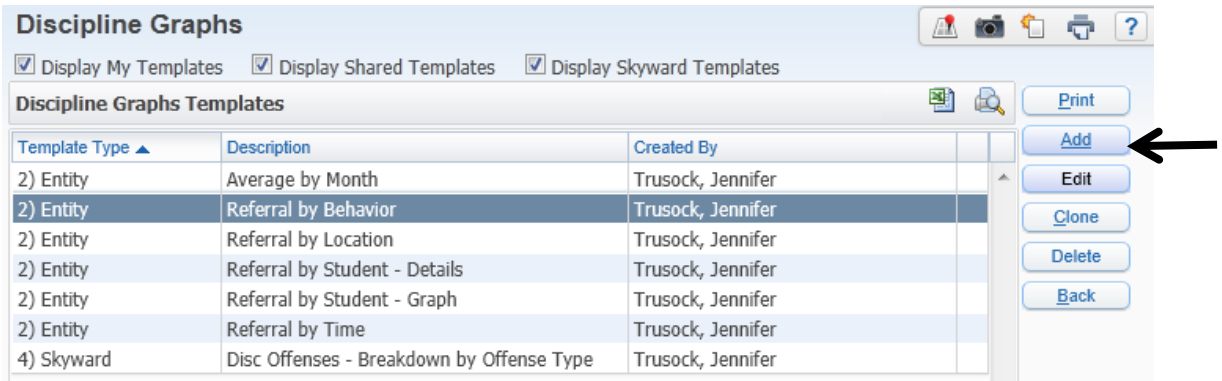 Discipline Graphs
?
Display My Templates Display Shared Templates Display Skyward Templates
Discipline Graphs Templates
Print
Template Type Description Created By
Add
2) Entity Average by Month Trusock, Jennifer
Edit
2) Entity Referral by Behavior Trusock, Jennifer
Clone
2) Entity Referral by Location Trusock, Jennifer
Delete
2) Entity Referral by Student - Details Trusock, Jennifer
Back
2) Entity Referral by Student - Graph Trusock, Jennifer
2) Entity Referral by Time Trusock, Jennifer
4) Skyward Disc Offenses - Breakdown by Offense Type Trusock, Jennifer